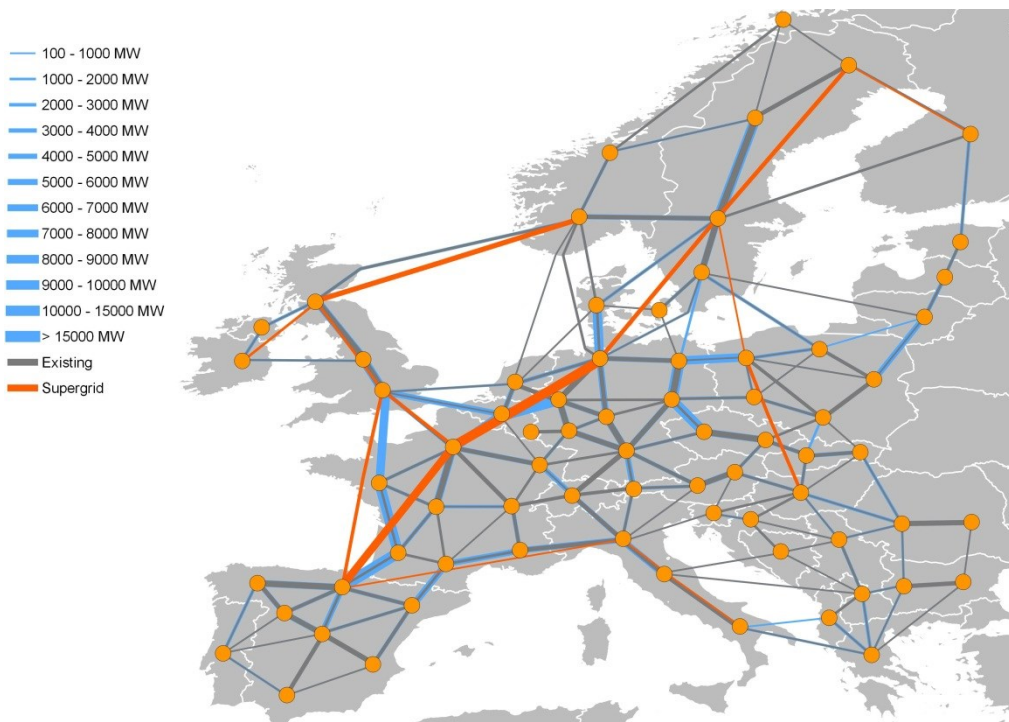 100 - 1000 MW
1000 - 2000 MW
2000 - 3000 MW
3000 - 4000 MW
4000 - 5000 MW
5000 - 6000 MW
6000 - 7000 MW
7000 - 8000 MW
8000 - 9000 MW
9000 - 10000 MW
10000 - 15000 MW
> 15000 MW
Existing
Supergrid